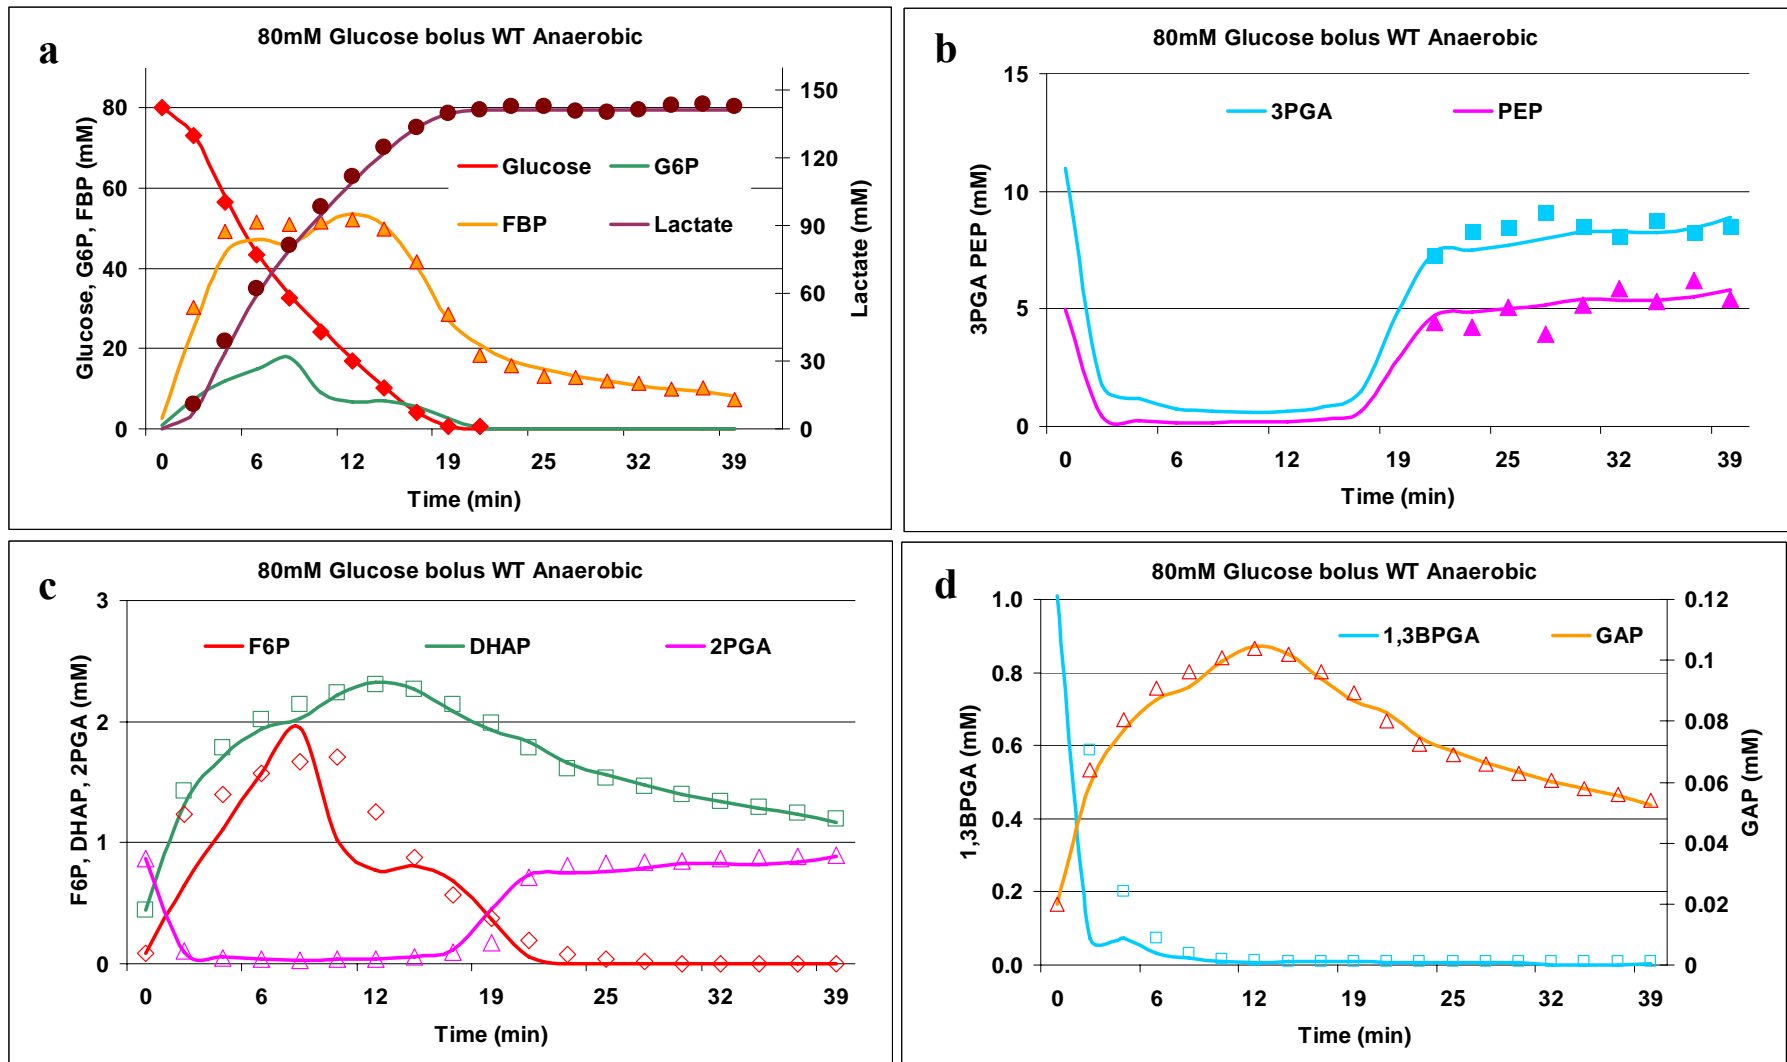 a
80mM Glucose bolus WT Anaerobic
Glucose, G6P, FBP (mM)
80
60
40
20
0
Glucose
G6P
FBP
Lactate
150
120
90
60
30
0
Lactate (mM)
0 6 12 19 25 32 39
Time (min)
b
80mM Glucose bolus WT Anaerobic
3PGA PEP (mM)
15
10
5
0
3PGA
PEP
0 6 12 19 25 32 39
Time (min)
c
80mM Glucose bolus WT Anaerobic
F6P, DHAP, 2PGA (mM)
3
2
1
0
F6P
DHAP
2PGA
0 6 12 19 25 32 39
Time (min)
d
80mM Glucose bolus WT Anaerobic
1,3BPGA (mM)
1.0
0.8
0.6
0.4
0.2
0.0
1,3BPGA
GAP
0.12
0.1
0.08
0.06
0.04
0.02
0
GAP (mM)
0 6 12 19 25 32 39
Time (min)